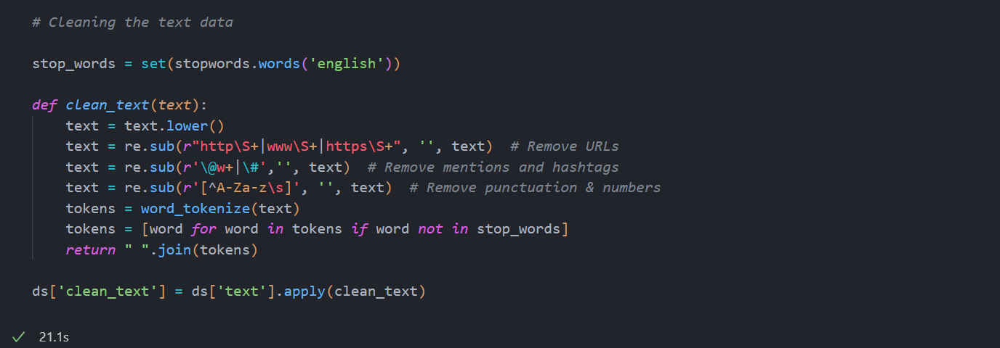 # Cleaning the text data
stop_words = set(stopwords.words('english'))
def clean_text(text):
    text = text.lower()
    text = re.sub(r"http\S+|www\S+|https\S+", '', text)  # Remove URLs
    text = re.sub(r'\@w+|\#','', text)  # Remove mentions and hashtags
    text = re.sub(r'[^A-Za-z\s]', '', text)  # Remove punctuation & numbers
    tokens = word_tokenize(text)
    tokens = [word for word in tokens if word not in stop_words]
    return " ".join(tokens)
ds['clean_text'] = ds['text'].apply(clean_text)
21.1s